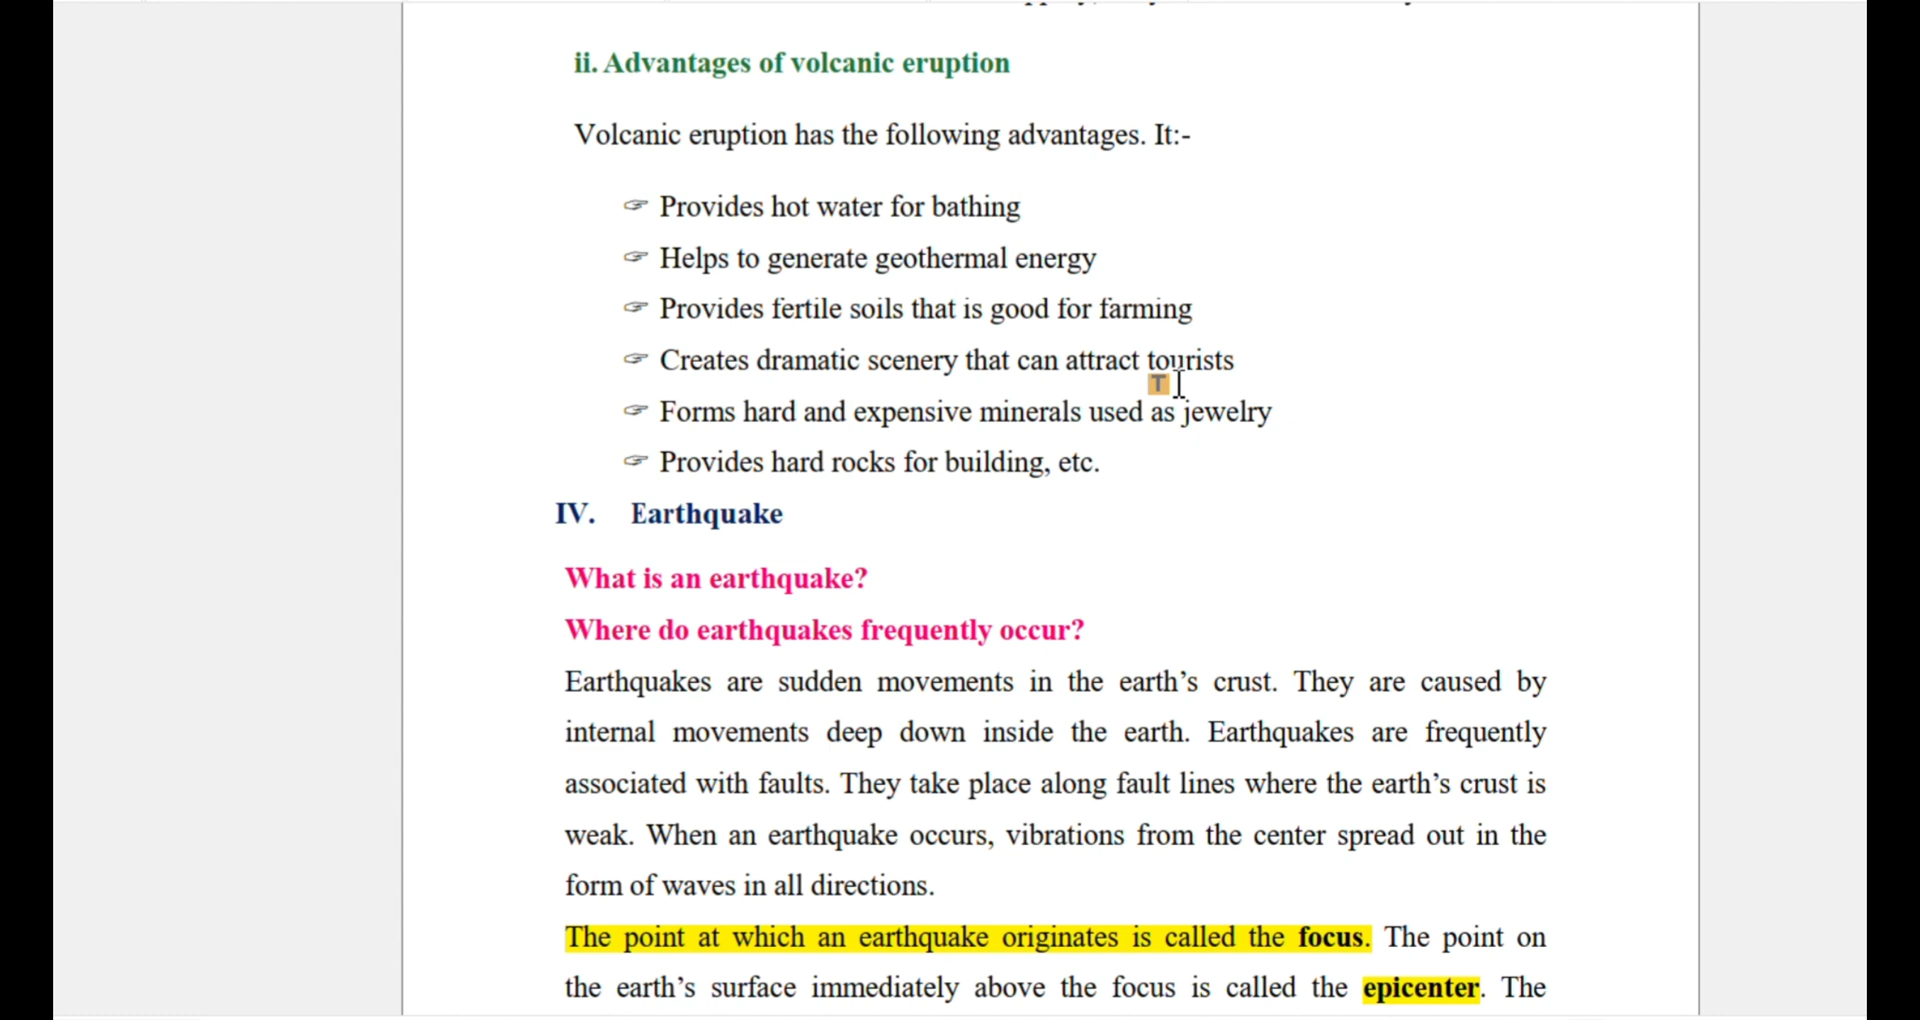 ii. Advantages of volcanic eruption
Volcanic eruption has the following advantages. It:-
☞ Provides hot water for bathing
☞ Helps to generate geothermal energy
☞ Provides fertile soils that is good for farming
☞ Creates dramatic scenery that can attract tourists
T
☞ Forms hard and expensive minerals used as jewelry
☞ Provides hard rocks for building, etc.
IV. Earthquake
What is an earthquake?
Where do earthquakes frequently occur?
Earthquakes are sudden movements in the earth’s crust. They are caused by
internal movements deep down inside the earth. Earthquakes are frequently
associated with faults. They take place along fault lines where the earth’s crust is
weak. When an earthquake occurs, vibrations from the center spread out in the
form of waves in all directions.
The point at which an earthquake originates is called the focus. The point on
the earth’s surface immediately above the focus is called the epicenter. The